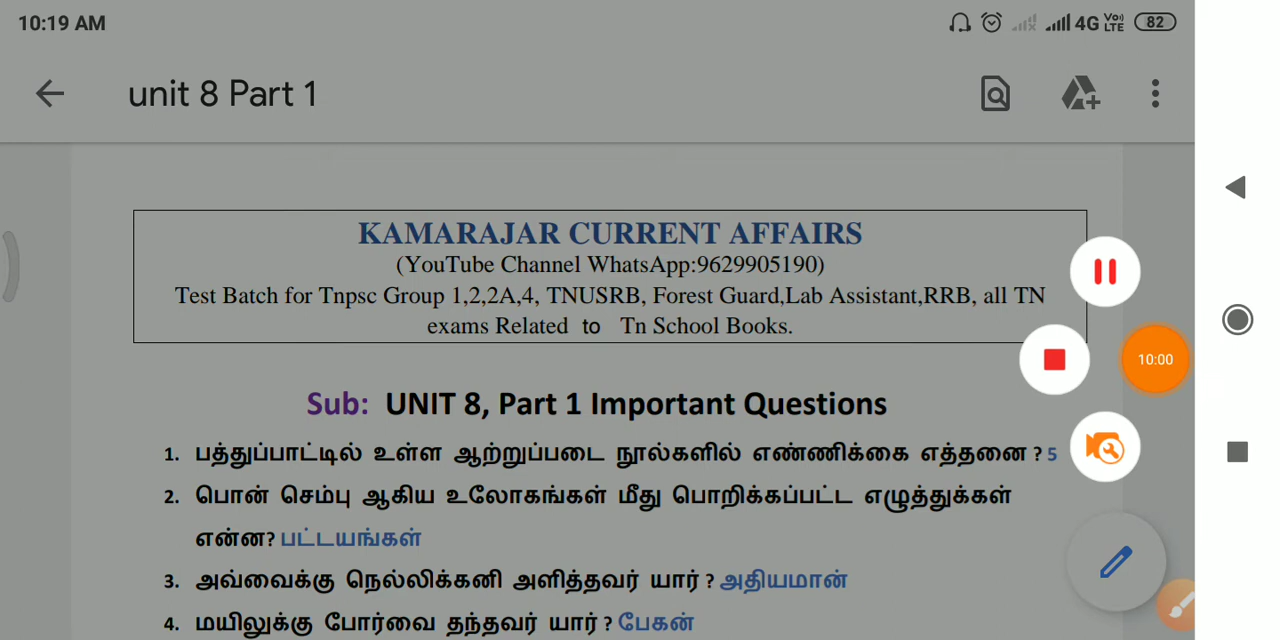 10:19 AM
4G Vo)) LTE 82
unit 8 Part 1
KAMARAJAR CURRENT AFFAIRS
(YouTube Channel WhatsApp:9629905190)
Test Batch for Tnpsc Group 1,2,2A,4, TNUSRB, Forest Guard,Lab Assistant,RRB, all TN
exams Related to Tn School Books.
10:00
Sub: UNIT 8, Part 1 Important Questions
1. பத்துப்பாட்டில் உள்ள ஆற்றுப்படை நூல்களில் எண்ணிக்கை எத்தனை ? 5
2. பொன் செம்பு ஆகிய உலோகங்கள் மீது பொறிக்கப்பட்ட எழுத்துக்கள்
என்ன? பட்டயங்கள்
3. அவ்வைக்கு நெல்லிக்கனி அளித்தவர் யார் ? அதியமான்
4. மயிலுக்கு போர்வை தந்தவர் யார் ? பேகன்